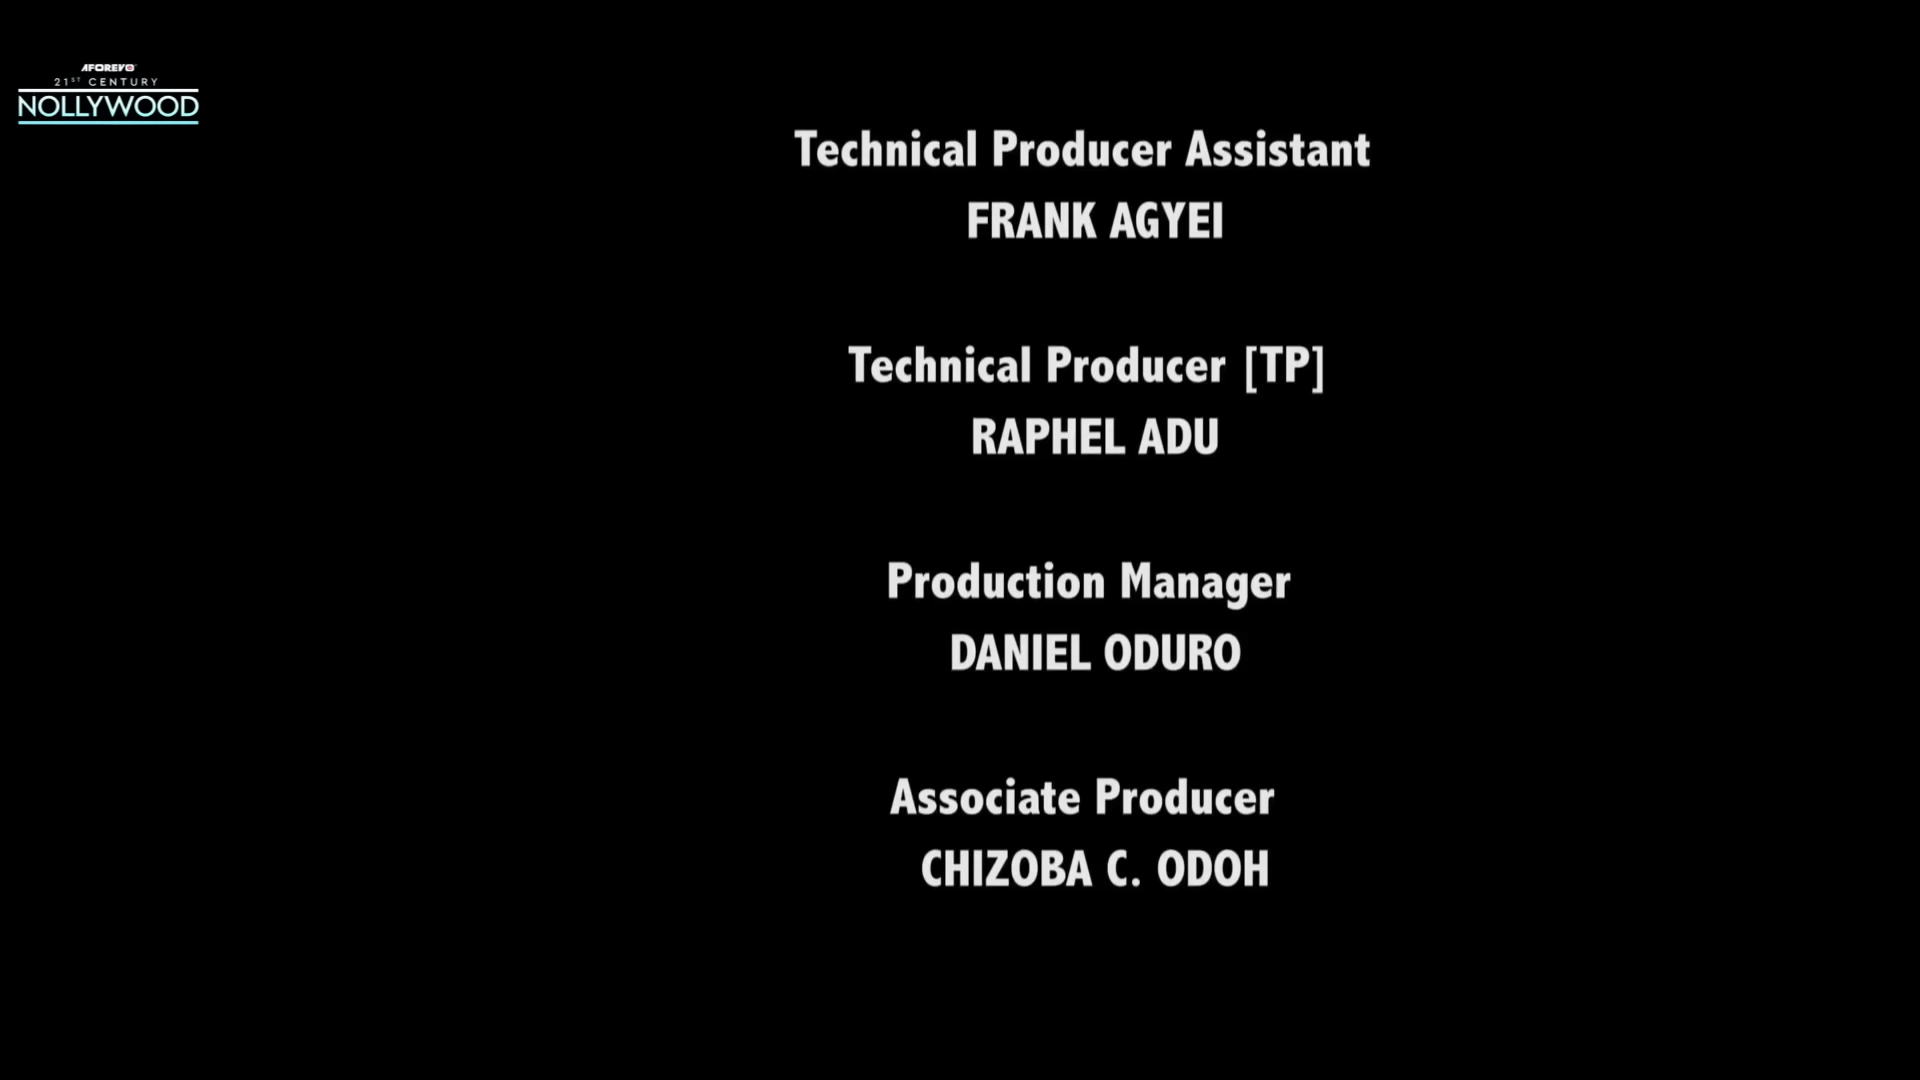 AFOREVO
21ST CENTURY
NOLLYWOOD
Technical Producer Assistant
FRANK AGYEI
Technical Producer [TP]
RAPHEL ADU
Production Manager
DANIEL ODURO
Associate Producer
CHIZOBA C. ODOH